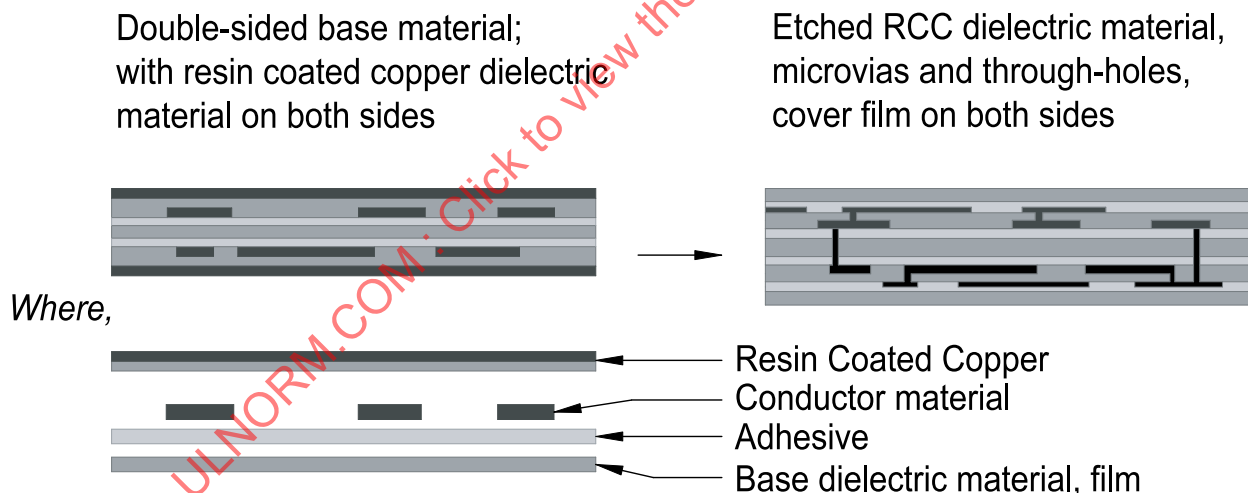 Double-sided base material;
with resin coated copper dielectric
material on both sides
Etched RCC dielectric material,
microvias and through-holes,
cover film on both sides
Where,
Resin Coated Copper
Conductor material
Adhesive
Base dielectric material, film
ULNORM.COM : Click to view the